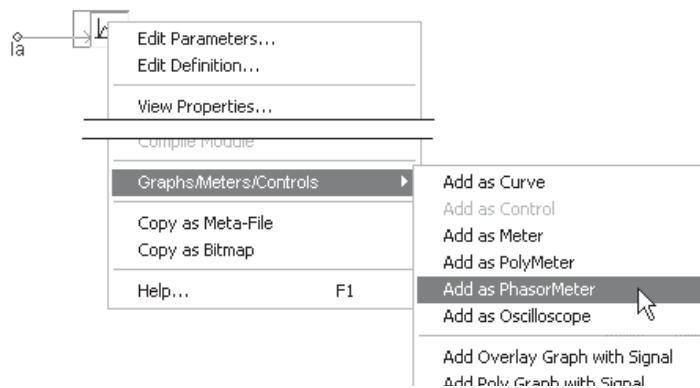 Ia
Edit Parameters...
Edit Definition...
View Properties...
Compile Module
Graphs/Meters/Controls
Copy as Meta-File
Copy as Bitmap
Help... F1
Add as Curve
Add as Control
Add as Meter
Add as PolyMeter
Add as PhasorMeter
Add as Oscilloscope
Add Overlay Graph with Signal
Add Poly Graph with Signal